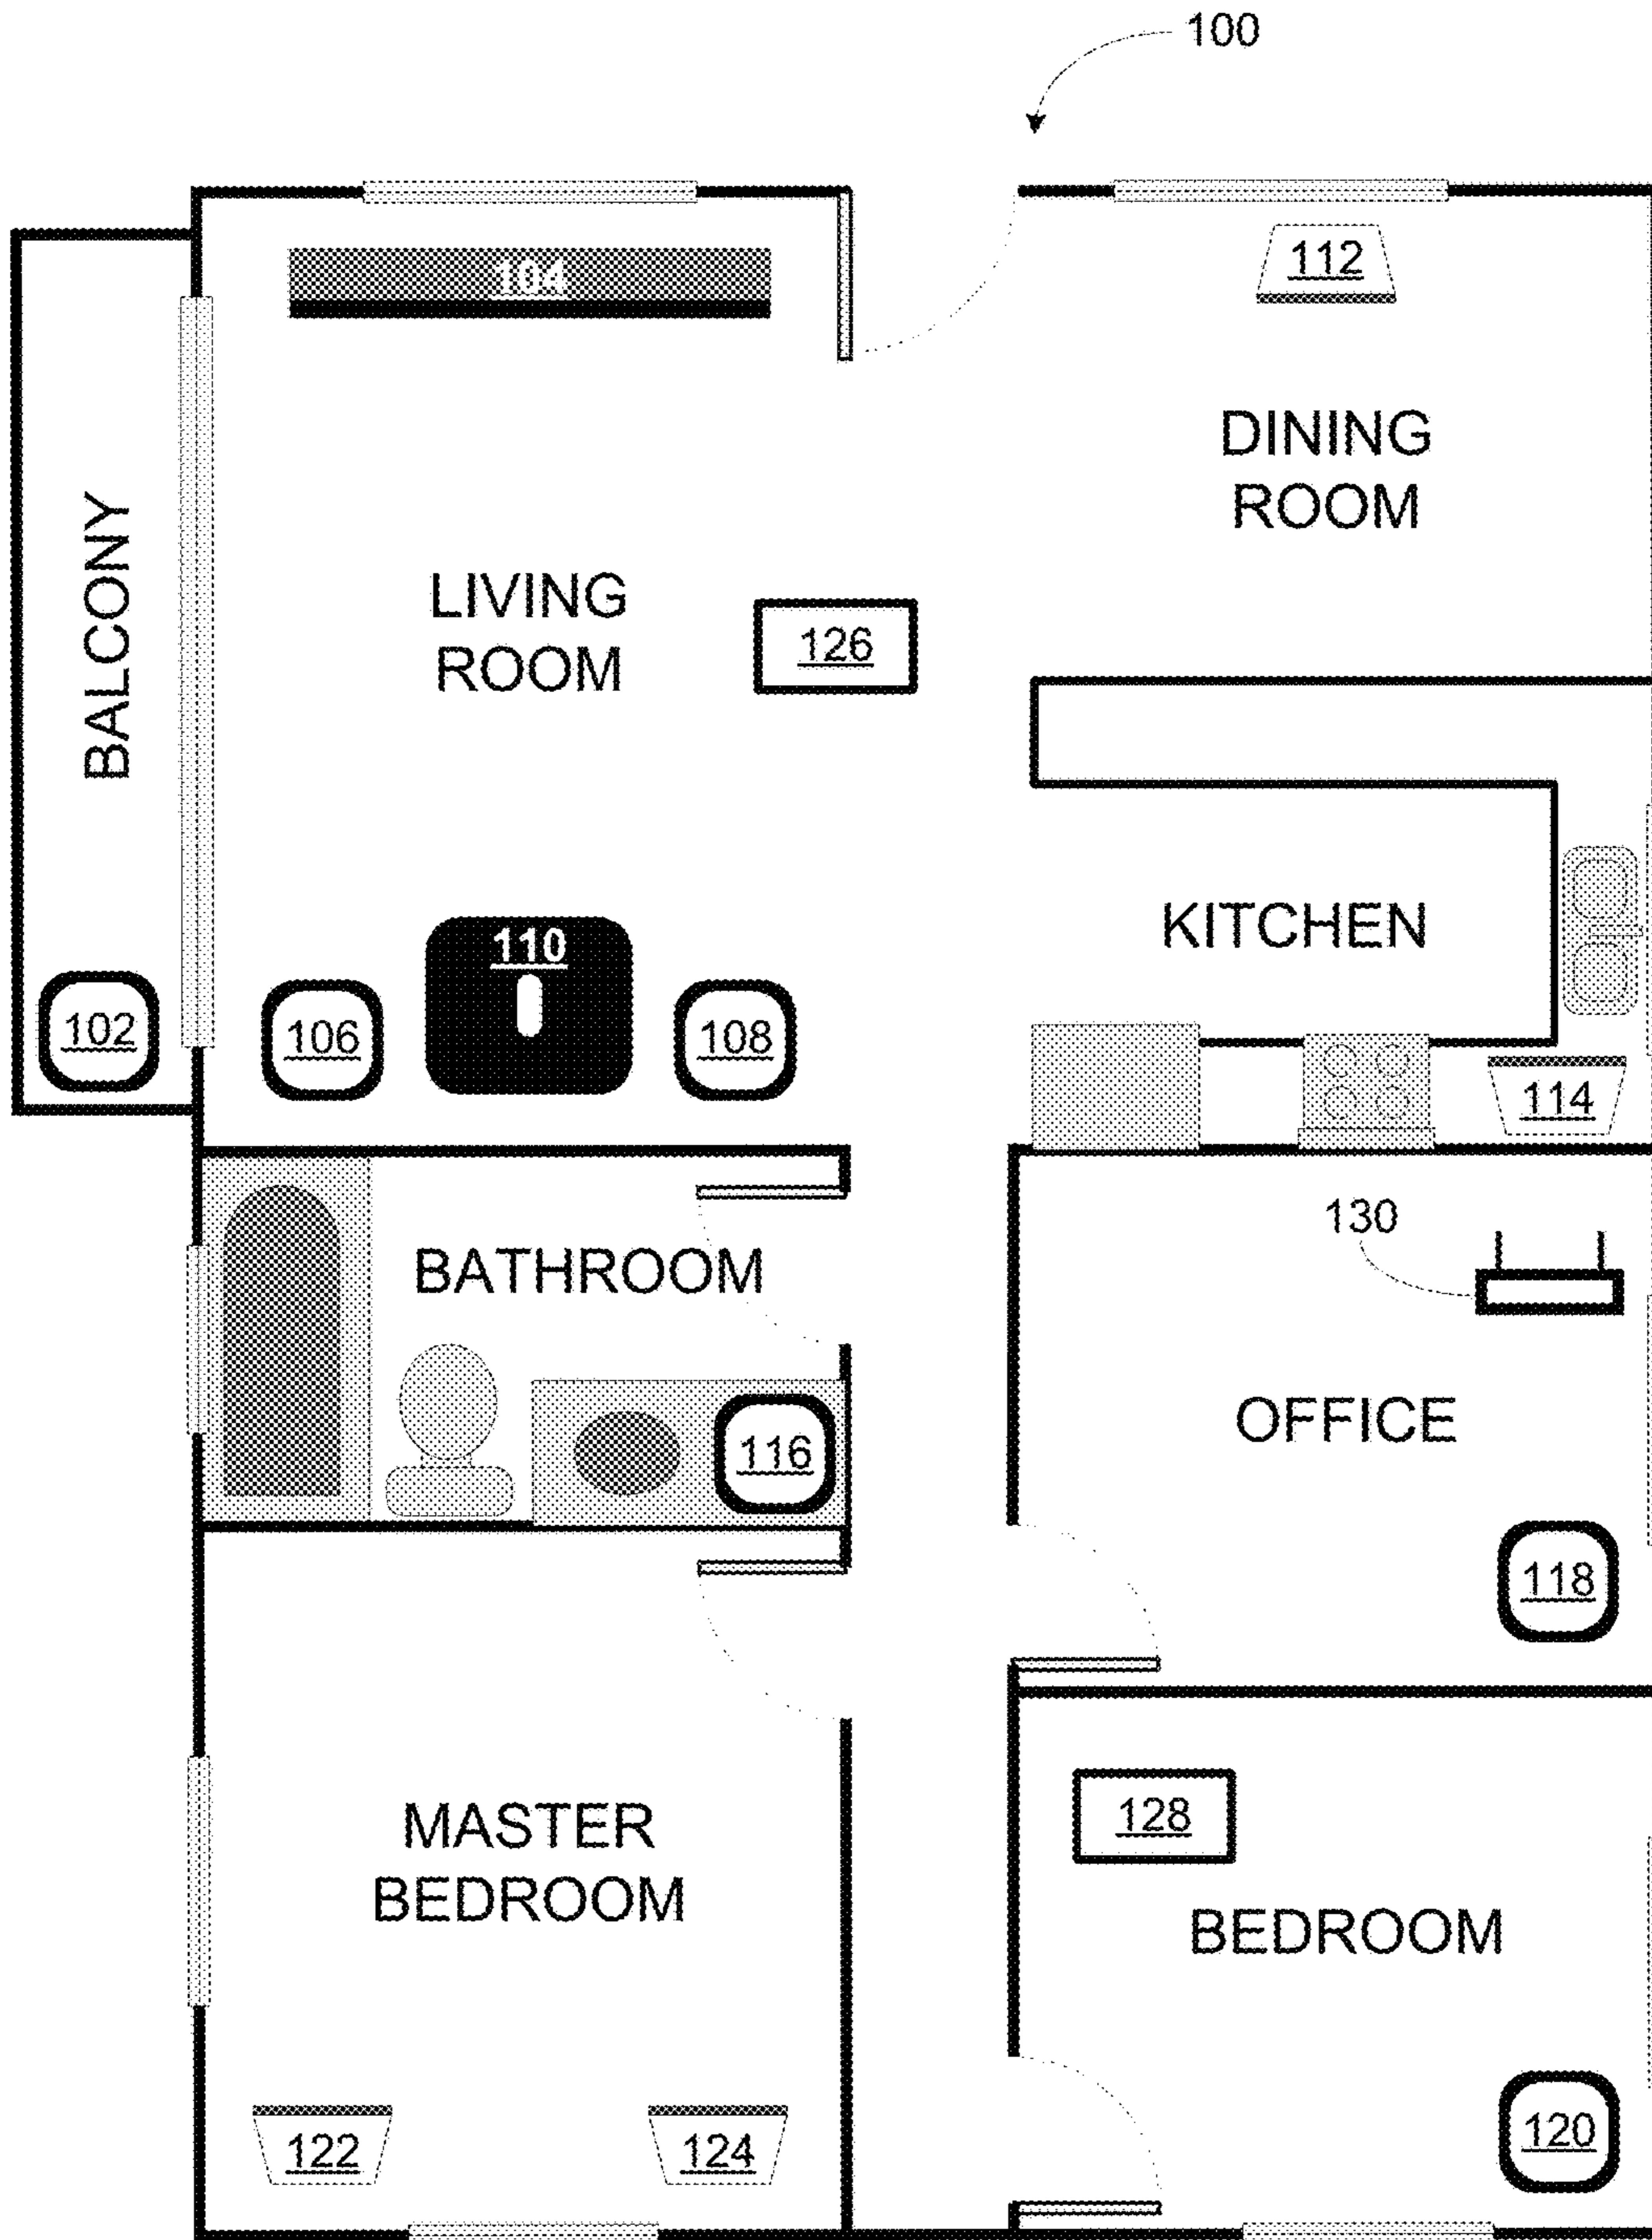 100
104
112
DINING
ROOM
BALCONY
LIVING
ROOM
126
KITCHEN
110
102
106
108
114
130
BATHROOM
OFFICE
116
118
128
MASTER
BEDROOM
BEDROOM
120
122
124